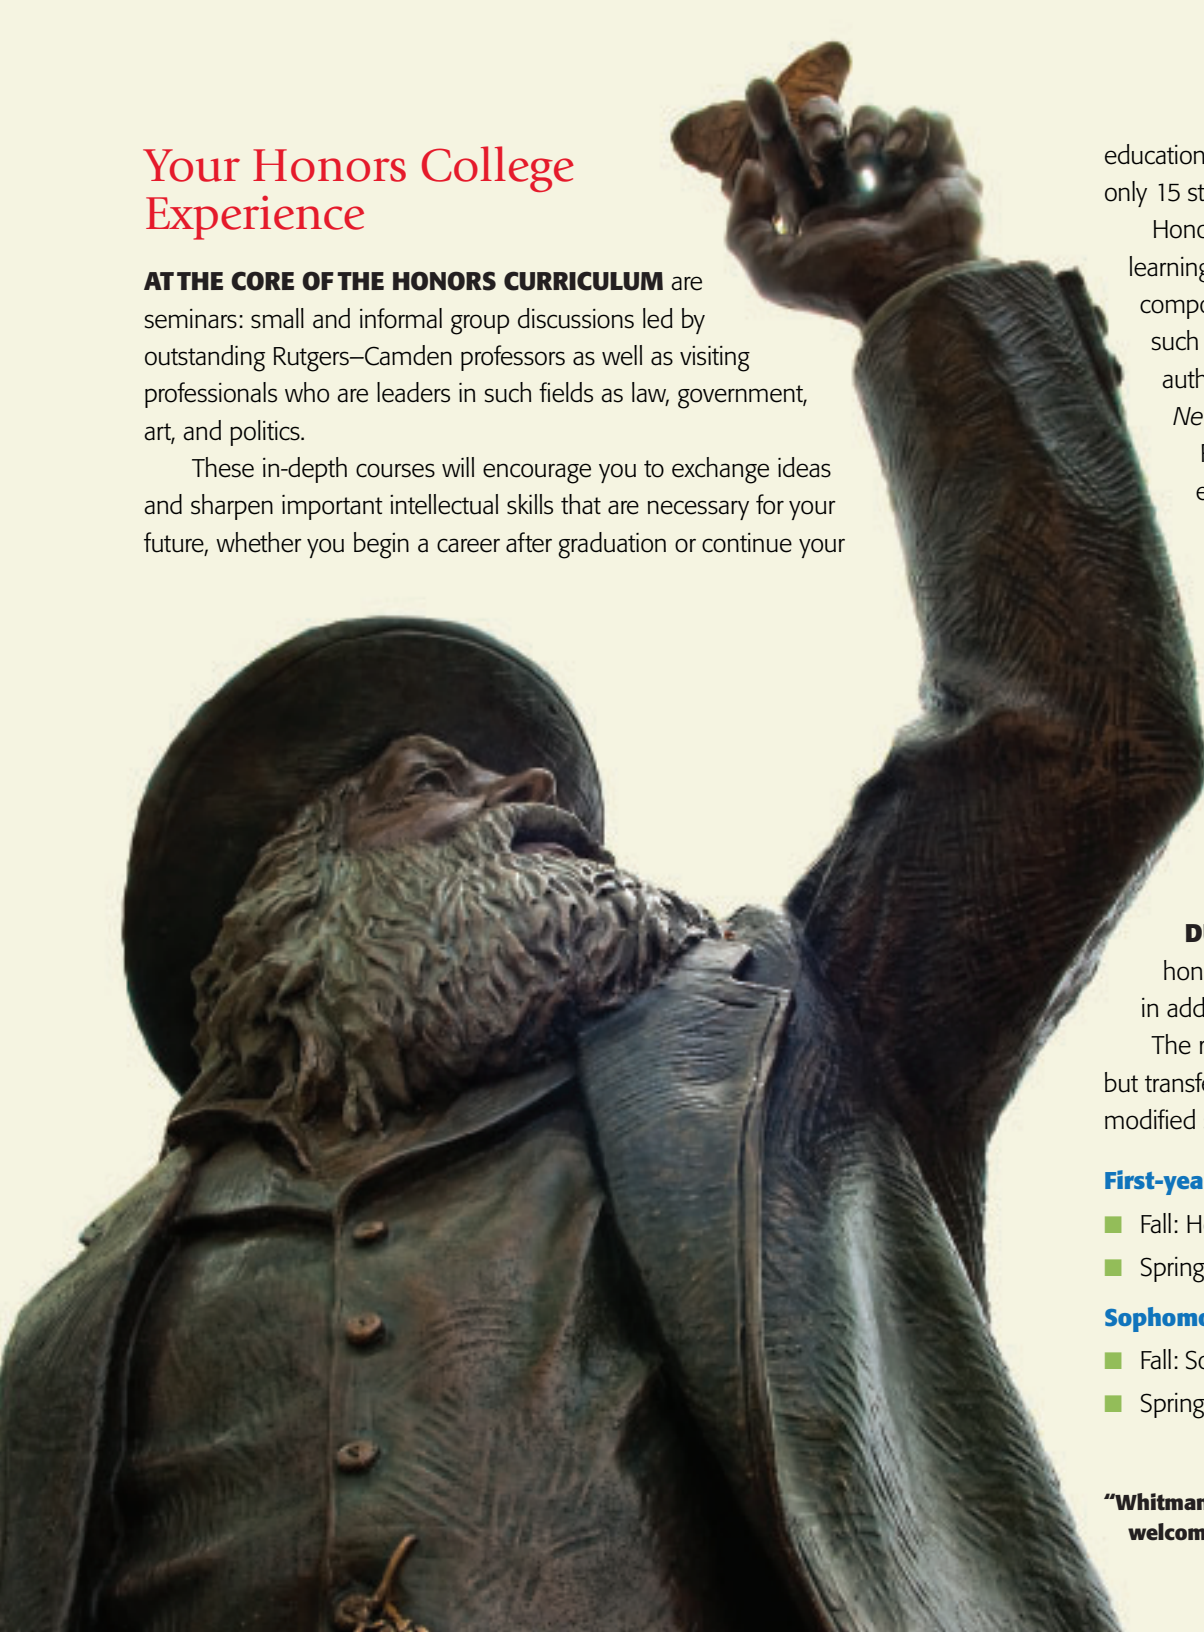 Your Honors College
Experience
AT THE CORE OF THE HONORS CURRICULUM are
seminars: small and informal group discussions led by
outstanding Rutgers–Camden professors as well as visiting
professionals who are leaders in such fields as law, government,
art, and politics.
These in-depth courses will encourage you to exchange ideas
and sharpen important intellectual skills that are necessary for your
future, whether you begin a career after graduation or continue your
education
only 15
learning
such
in add
The
but
modified
Fall:
Spring
Fall:
Spring
“Whitman